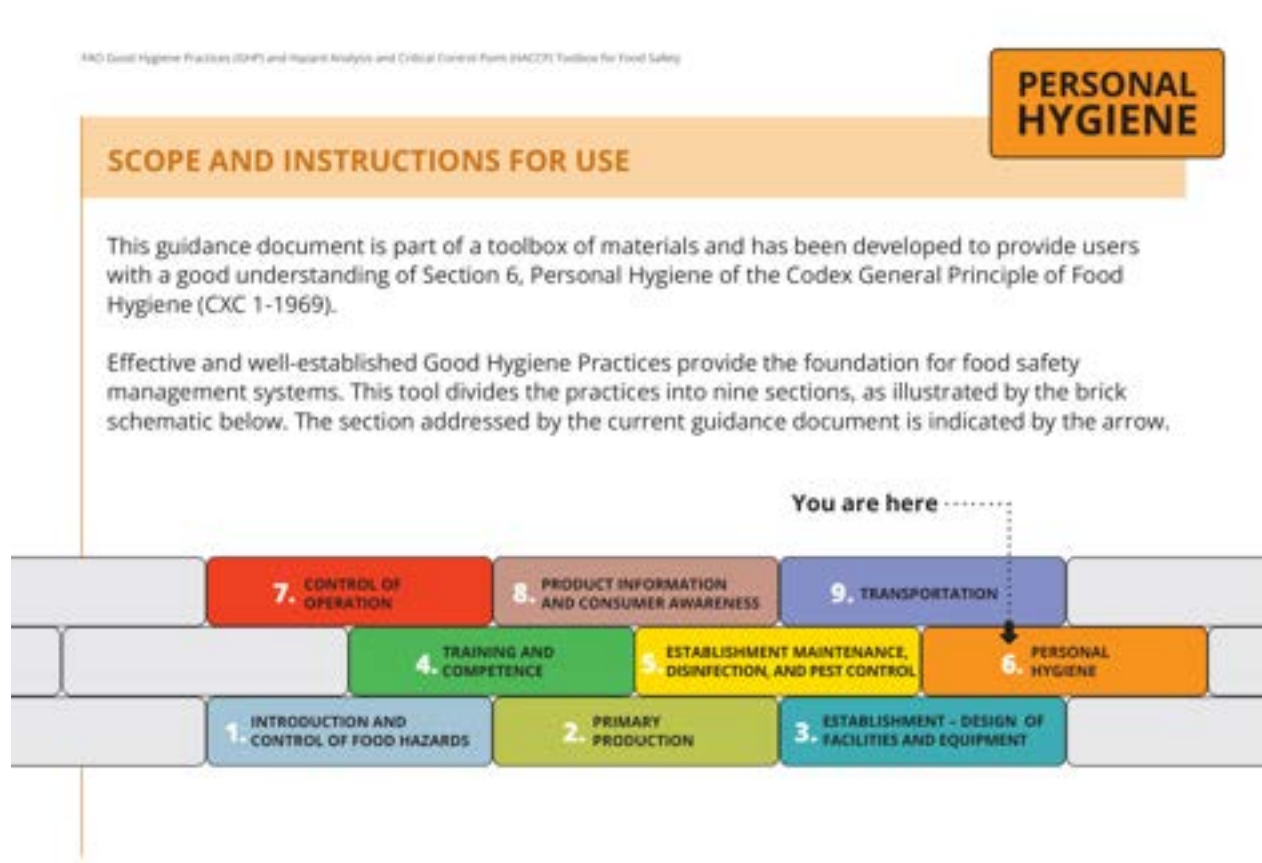 FAO Good Hygiene Practices (GHP) and Hazard Analysis and Critical Control Point (HACCP) Toolbox for Food Safety
PERSONAL
HYGIENE
SCOPE AND INSTRUCTIONS FOR USE
This guidance document is part of a toolbox of materials and has been developed to provide users
with a good understanding of Section 6, Personal Hygiene of the Codex General Principle of Food
Hygiene (CXC 1-1969).
Effective and well-established Good Hygiene Practices provide the foundation for food safety
management systems. This tool divides the practices into nine sections, as illustrated by the brick
schematic below. The section addressed by the current guidance document is indicated by the arrow.
You are here
7. CONTROL OF
OPERATION
8. PRODUCT INFORMATION
AND CONSUMER AWARENESS
9. TRANSPORTATION
4. TRAINING AND
COMPETENCE
5. ESTABLISHMENT MAINTENANCE,
DISINFECTION, AND PEST CONTROL
6. PERSONAL
HYGIENE
1. INTRODUCTION AND
CONTROL OF FOOD HAZARDS
2. PRIMARY
PRODUCTION
3. ESTABLISHMENT – DESIGN OF
FACILITIES AND EQUIPMENT